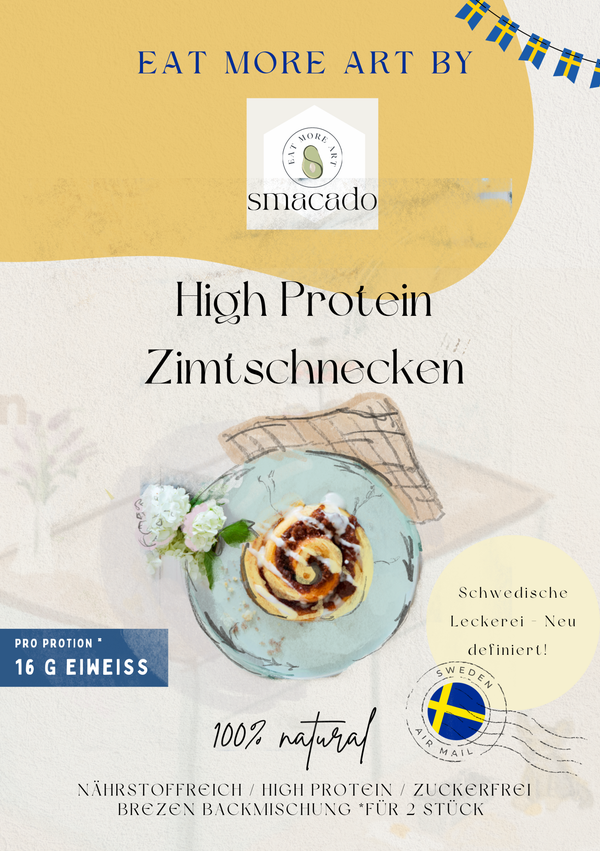 EAT MORE ART BY
EAT MORE ART
smacado
High Protein
Zimtschnecken
Schwedische
Leckerei - Neu
definiert!
PRO PROTION *
16 G EIWEISS
SWEDEN
AIR MAIL
100% natural
NÄHRSTOFFREICH / HIGH PROTEIN / ZUCKERFREI
BREZEN BACKMISCHUNG *FÜR 2 STÜCK